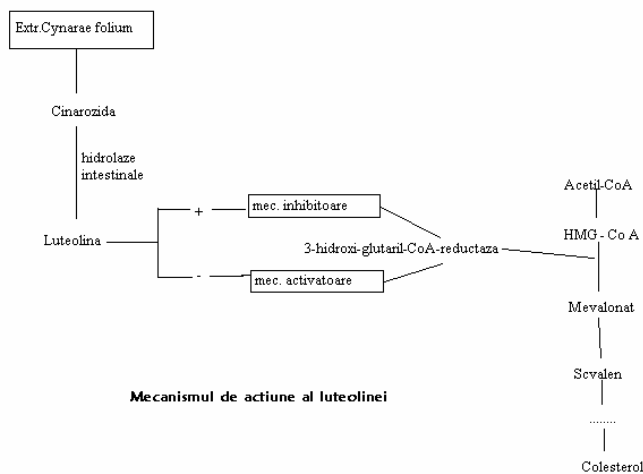 Extr.Cynarae folium
Cinarozida
hidrolaze
intestinale
Luteolina
+
-
mec. inhibitoare
mec. activatoare
3-hidroxi-glutaril-CoA-reductaza
Acetil-CoA
HMG - Co A
Mevalonat
Scvalen
.........
Colesterol
Mecanismul de actiune al luteolinei